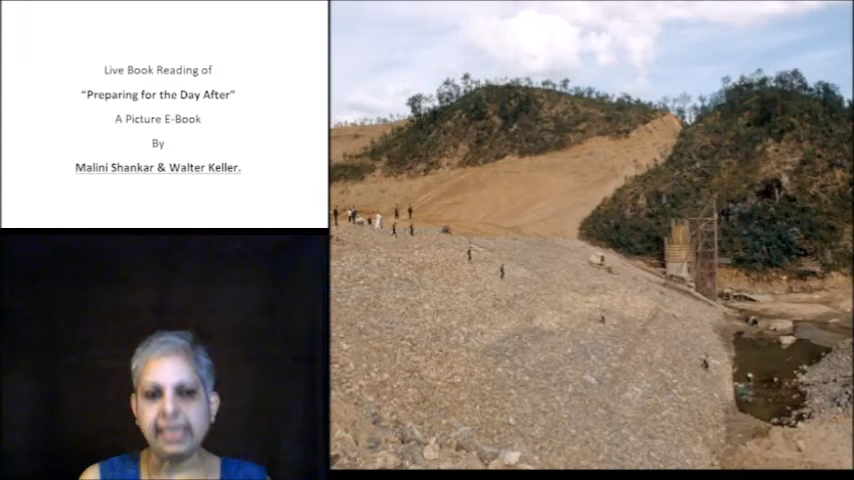 Live Book Reading of
“Preparing for the Day After”
A Picture E-Book
By
Malini Shankar & Walter Keller.